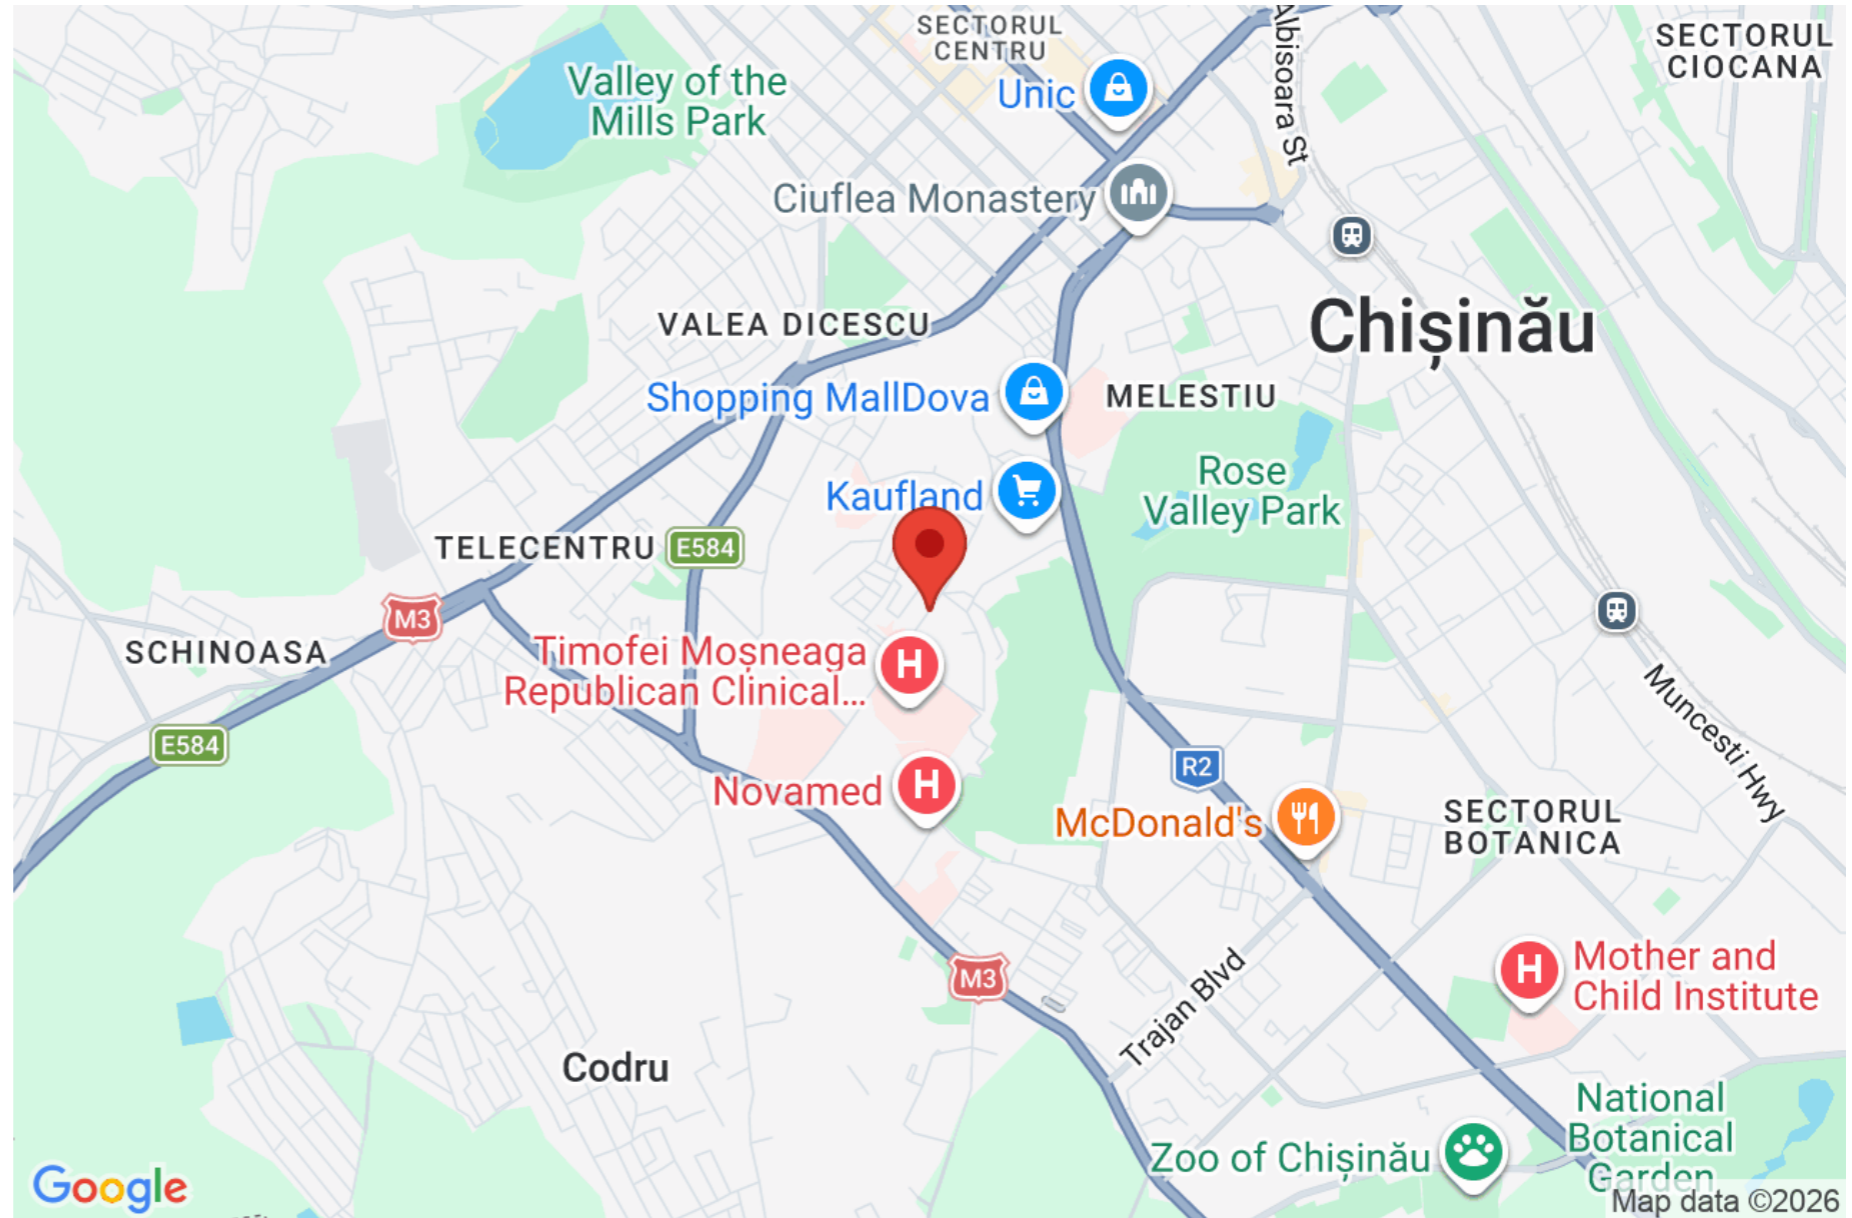 SECTORUL
CENTRU
Albisoara St
SECTORUL
CIOCANA
Valley of the
Mills Park
Unic
Ciuflea Monastery
VALEA DICESCU
Chișinău
Shopping MallDova
MELESTIU
Rose
Valley Park
Kaufland
TELECENTRU
E584
M3
SCHINOASA
Timofei Moșneaga
Republican Clinical...
E584
Novamed
R2
Muncesti Hwy
McDonald's
SECTORUL
BOTANICA
M3
Trajan Blvd
Mother and
Child Institute
Codru
National
Botanical
Garden
Zoo of Chișinău
Google
Map data ©2026